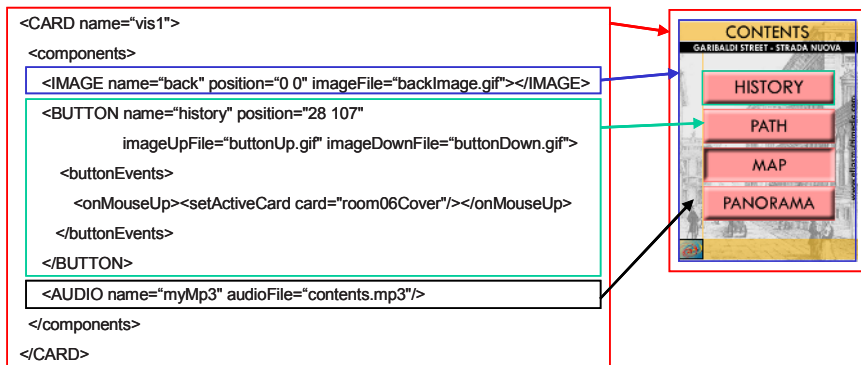 <CARD name=“vis1”>
<components>
<IMAGE name=“back” position=“0 0” imageFile=“backImage.gif”></IMAGE>
<BUTTON name=“history” position="28 107"
imageUpFile=“buttonUp.gif” imageDownFile=“buttonDown.gif”>
<buttonEvents>
<onMouseUp><setActiveCard card="room06Cover"/></onMouseUp>
</buttonEvents>
</BUTTON>
<AUDIO name=“myMp3” audioFile=“contents.mp3”/>
</components>
</CARD>
CONTENTS
GARIBALDI STREET - STRADA NUOVA
HISTORY
PATH
MAP
PANORAMA